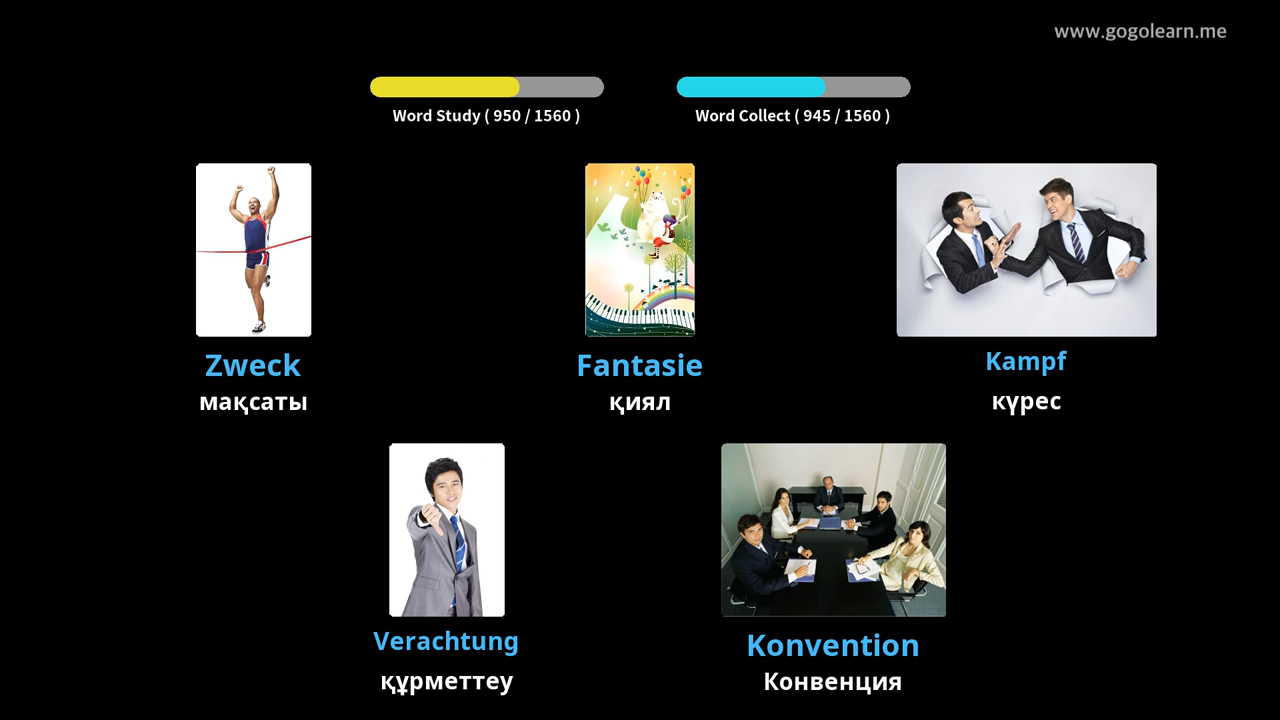 www.gogolearn.me
Word Study ( 950 / 1560 )
Word Collect ( 945 / 1560 )
Zweck
мақсаты
Fantasie
қиял
Kampf
күрес
Verachtung
құрметтеу
Konvention
Конвенция